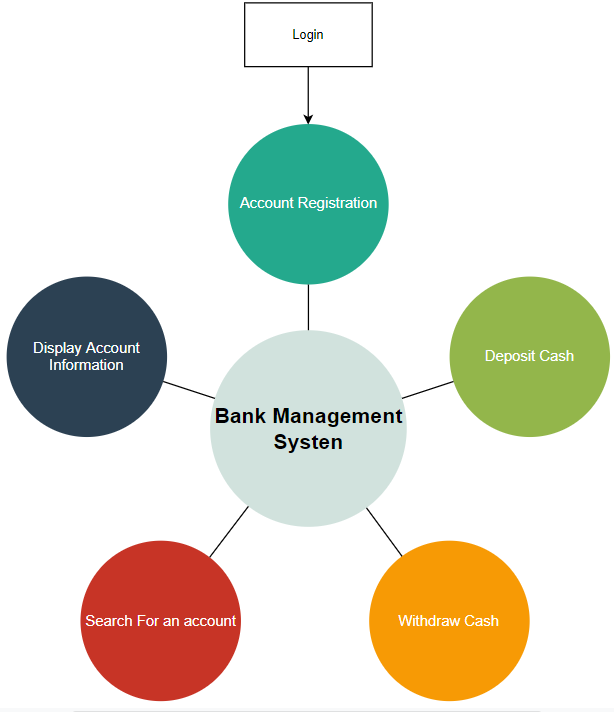 Login
Account Registration
Display Account
Information
Deposit Cash
Bank Management
Systen
Search For an account
Withdraw Cash